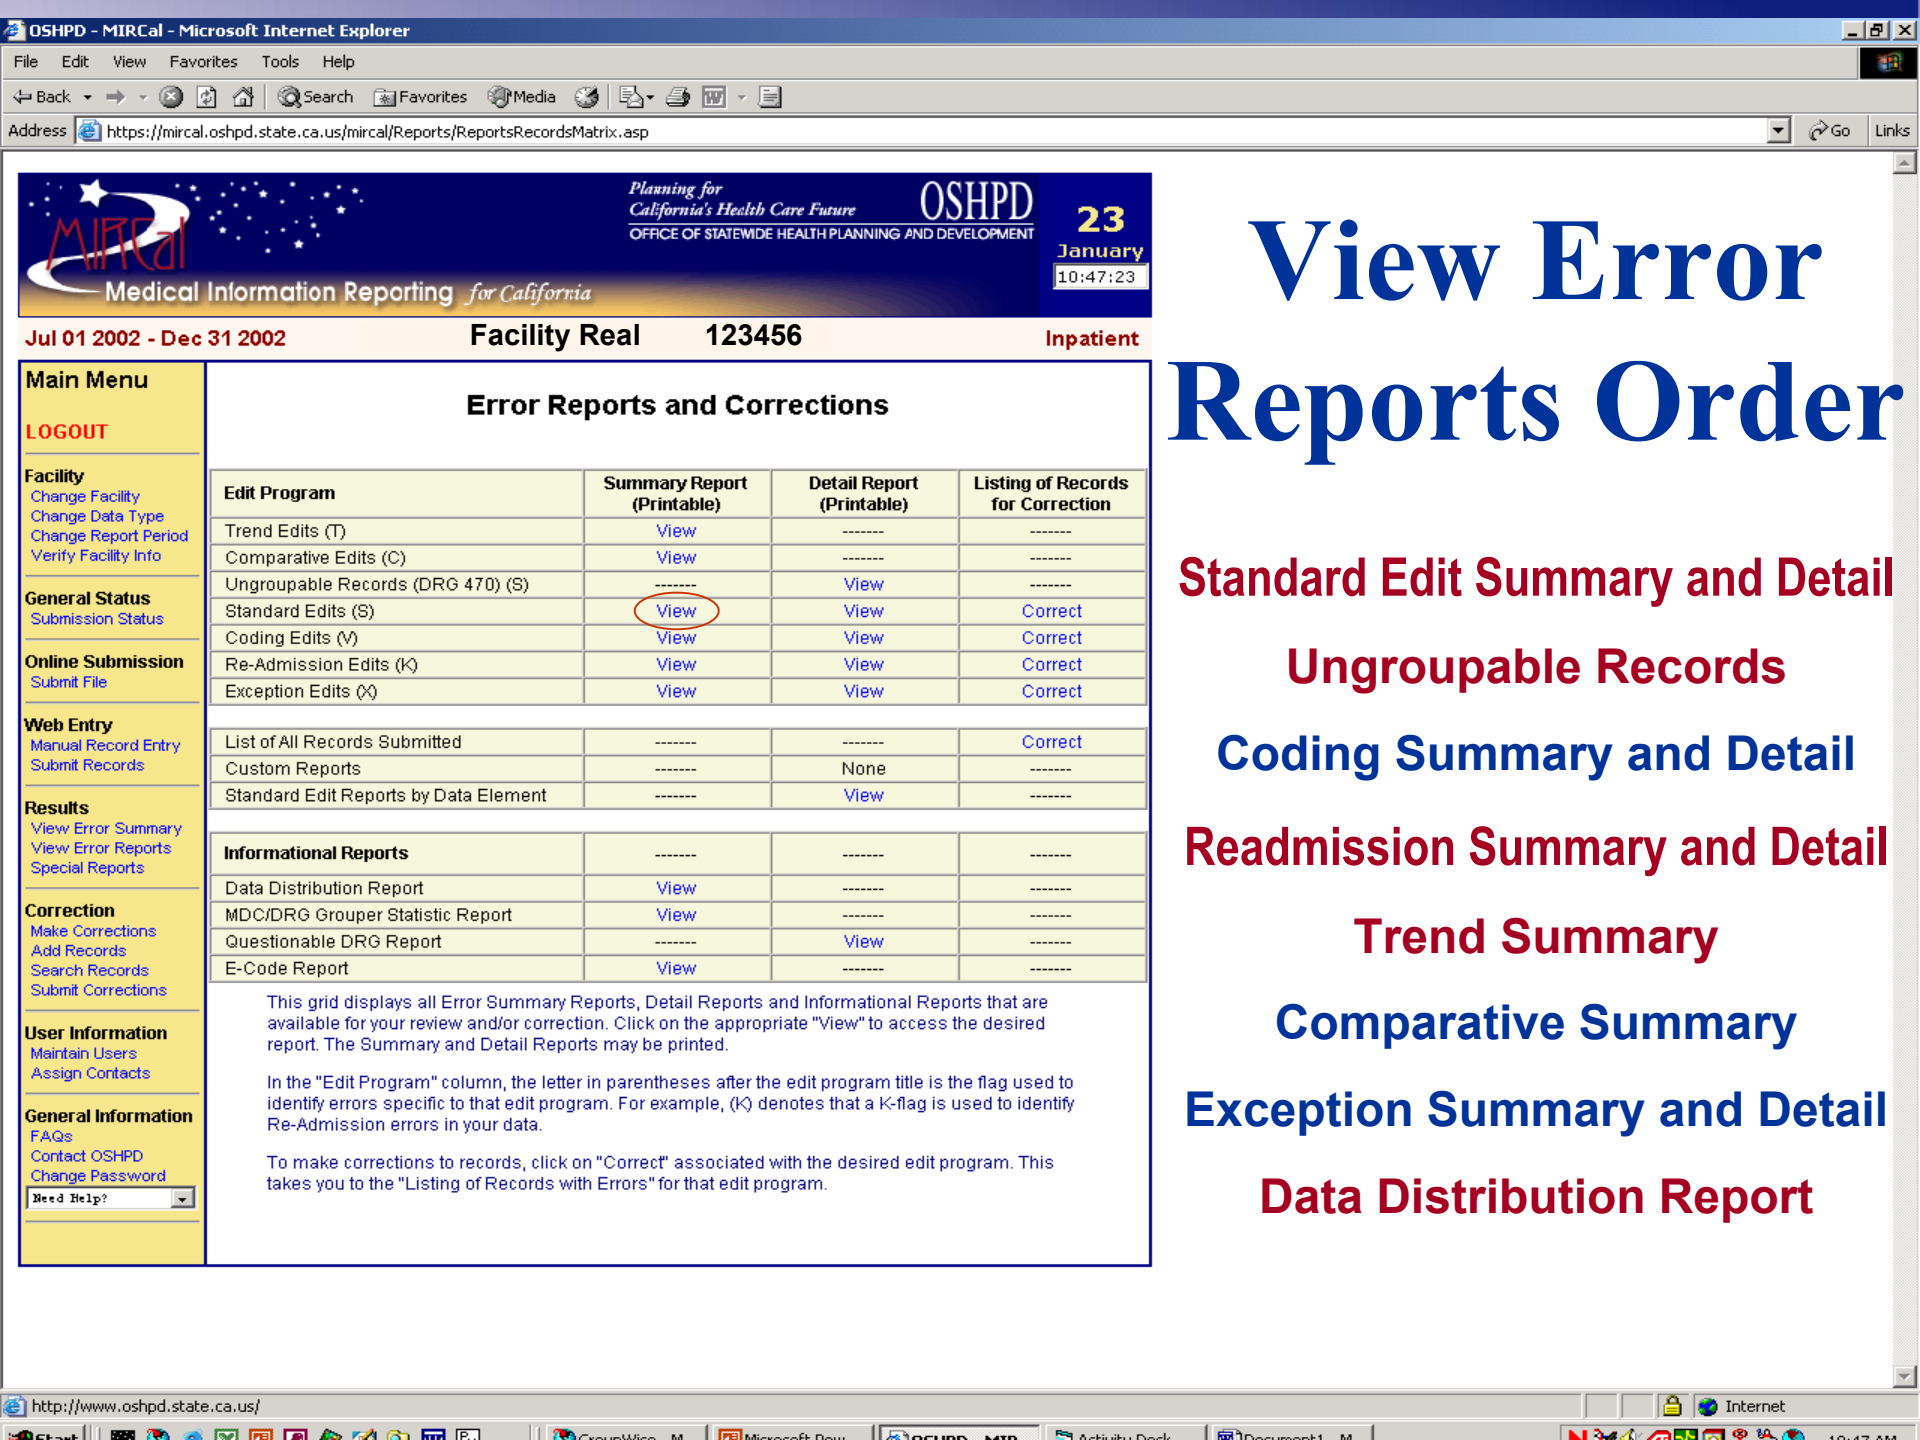 OSHPD - MIRCal - Microsoft Internet Explorer
File Edit View Favorites Tools Help
Back Search Favorites Media
Address https://mircal.oshpd.state.ca.us/mircal/Reports/ReportsRecordsMatrix.asp Go Links
MIRCal
Planning for
California's Health Care Future
OSHPD
OFFICE OF STATEWIDE HEALTH PLANNING AND DEVELOPMENT
Medical Information Reporting for California
23
January
10:47:23
Jul 01 2002 - Dec 31 2002 Facility Real 123456 Inpatient
Main Menu
LOGOUT
Facility
Change Facility
Change Data Type
Change Report Period
Verify Facility Info
General Status
Submission Status
Online Submission
Submit File
Web Entry
Manual Record Entry
Submit Records
Results
View Error Summary
View Error Reports
Special Reports
Correction
Make Corrections
Add Records
Search Records
Submit Corrections
User Information
Maintain Users
Assign Contacts
General Information
FAQs
Contact OSHPD
Change Password
Need Help?
Error Reports and Corrections
Edit Program Summary Report (Printable) Detail Report (Printable) Listing of Records for Correction
Trend Edits (T) View ------- -------
Comparative Edits (C) View ------- -------
Ungroupable Records (DRG 470) (S) ------- View -------
Standard Edits (S) View View Correct
Coding Edits (V) View View Correct
Re-Admission Edits (K) View View Correct
Exception Edits (X) View View Correct
List of All Records Submitted ------- ------- Correct
Custom Reports ------- None -------
Standard Edit Reports by Data Element ------- View -------
Informational Reports ------- ------- -------
Data Distribution Report View ------- -------
MDC/DRG Grouper Statistic Report View ------- -------
Questionable DRG Report ------- View -------
E-Code Report View ------- -------
This grid displays all Error Summary Reports, Detail Reports and Informational Reports that are
available for your review and/or correction. Click on the appropriate "View" to access the desired
report. The Summary and Detail Reports may be printed.
In the "Edit Program" column, the letter in parentheses after the edit program title is the flag used to
identify errors specific to that edit program. For example, (K) denotes that a K-flag is used to identify
Re-Admission errors in your data.
To make corrections to records, click on "Correct" associated with the desired edit program. This
takes you to the "Listing of Records with Errors" for that edit program.
View Error
Reports Order
Standard Edit Summary and Detail
Ungroupable Records
Coding Summary and Detail
Readmission Summary and Detail
Trend Summary
Comparative Summary
Exception Summary and Detail
Data Distribution Report
http://www.oshpd.state.ca.us/ Internet
Start GroupWise - M Microsoft Pow OSHPD - MIR Activity Desk Document1 - M 10:47 AM